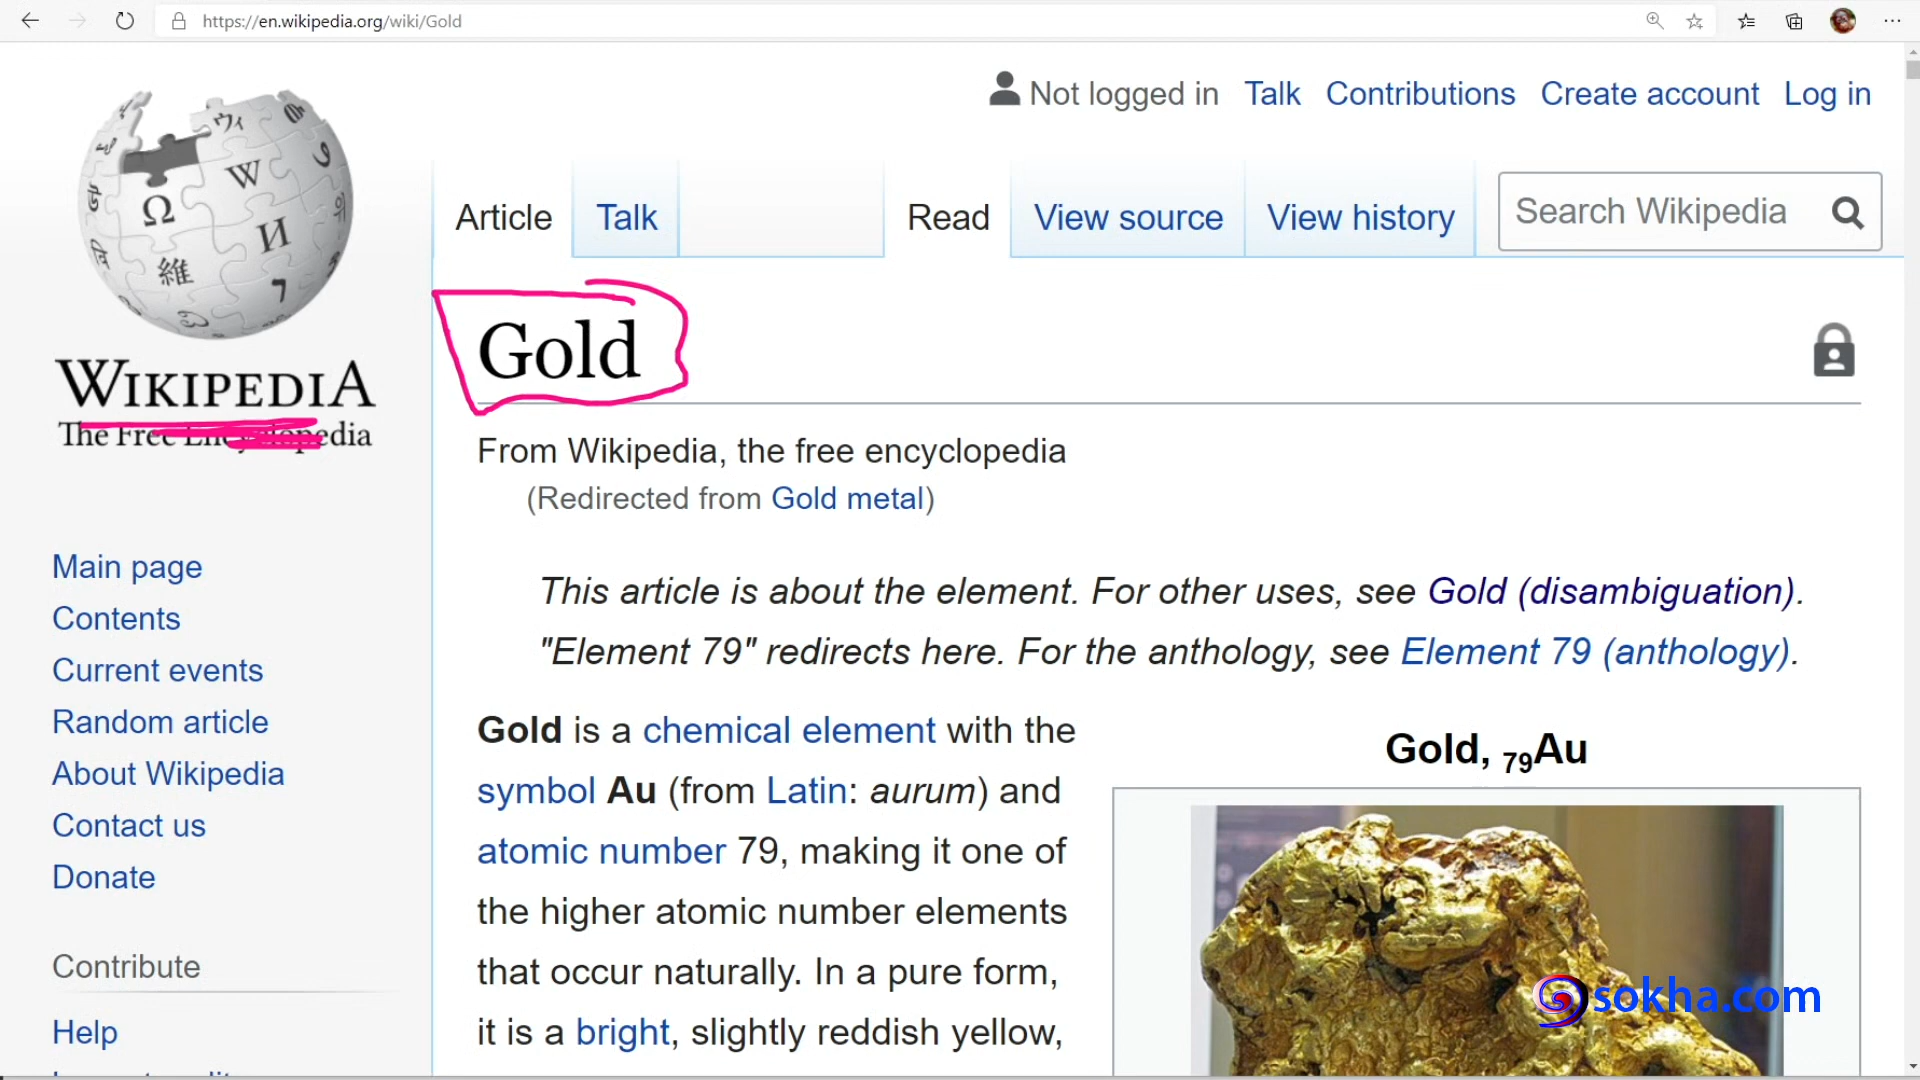 https://en.wikipedia.org/wiki/Gold
Not logged in Talk Contributions Create account Log in
Article Talk Read View source View history Search Wikipedia
WIKIPEDIA
The Free Encyclopedia
Gold
From Wikipedia, the free encyclopedia
(Redirected from Gold metal)
This article is about the element. For other uses, see Gold (disambiguation).
"Element 79" redirects here. For the anthology, see Element 79 (anthology).
Main page
Contents
Current events
Random article
About Wikipedia
Contact us
Donate
Contribute
Help
Gold is a chemical element with the
symbol Au (from Latin: aurum) and
atomic number 79, making it one of
the higher atomic number elements
that occur naturally. In a pure form,
it is a bright, slightly reddish yellow,
Gold, ₇₉Au
sokha.com